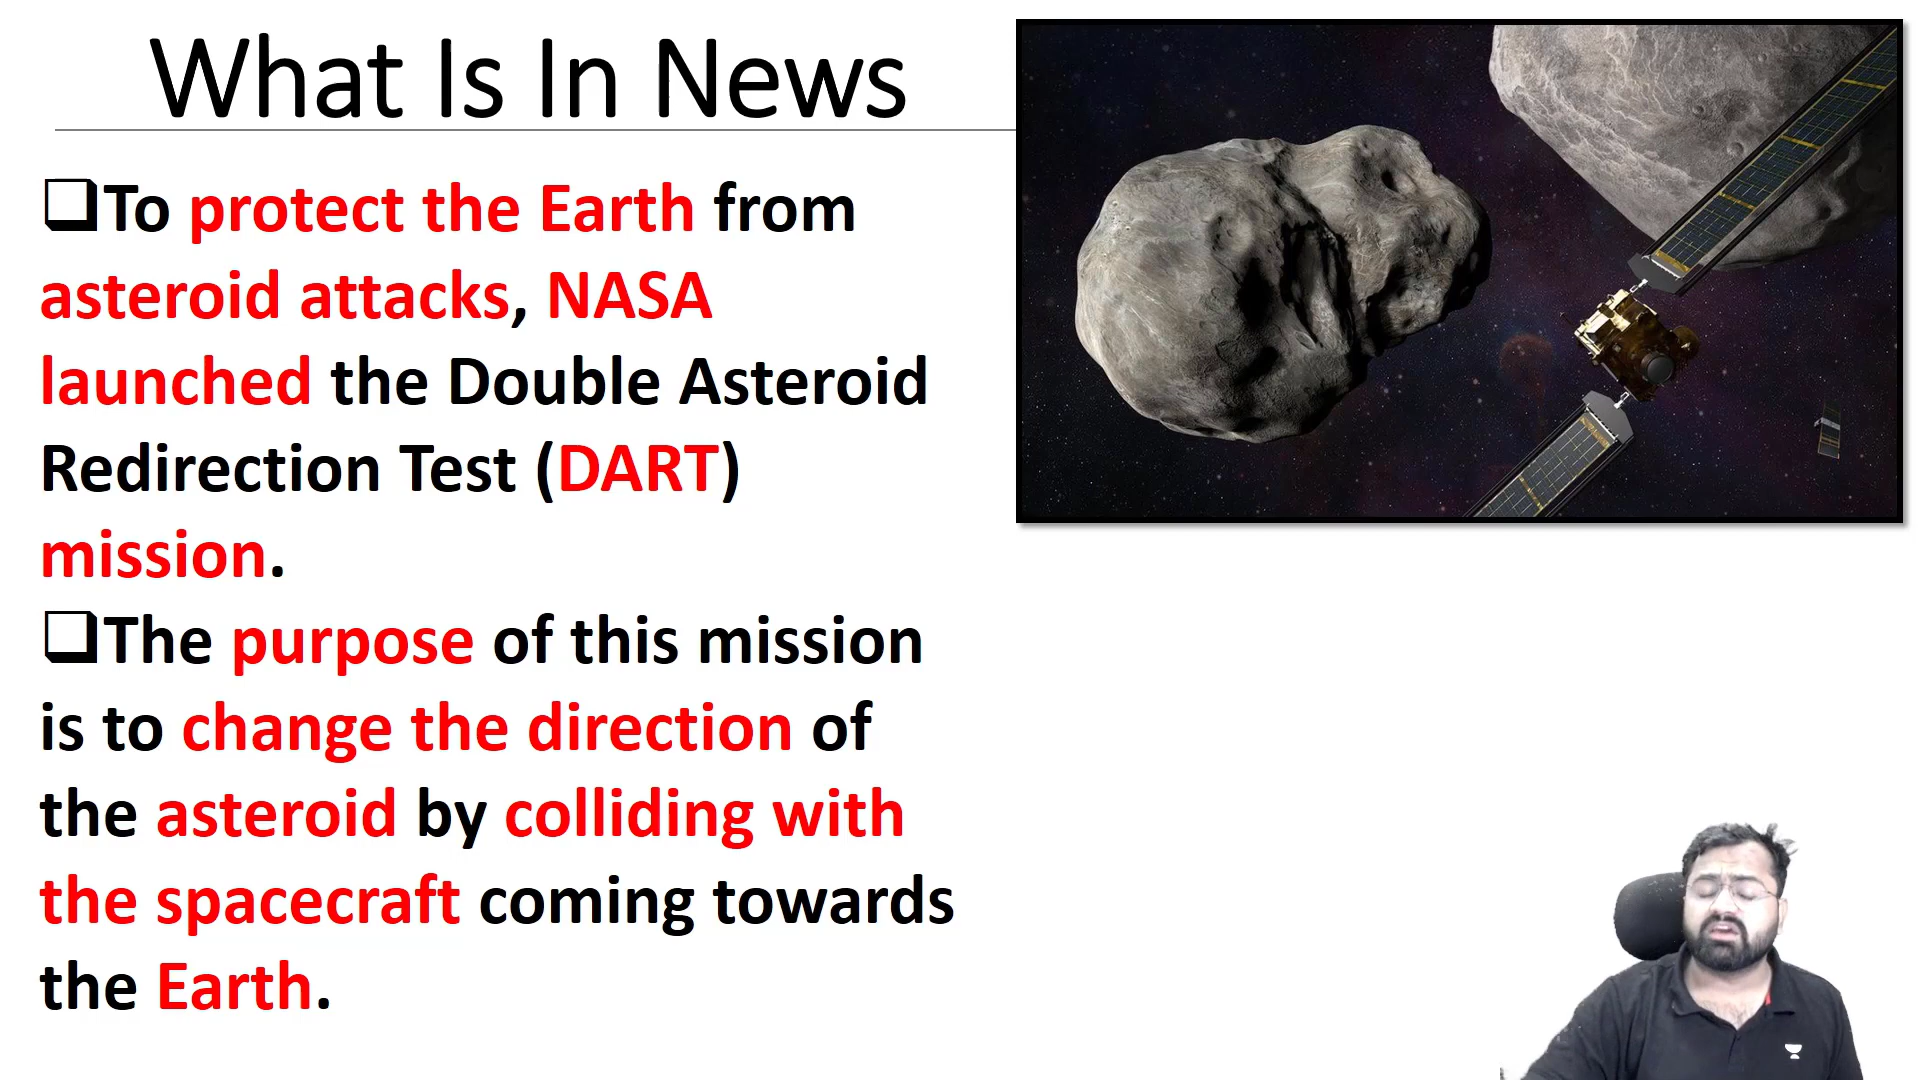 What Is In News
❑To protect the Earth from
asteroid attacks, NASA
launched the Double Asteroid
Redirection Test (DART)
mission.
❑The purpose of this mission
is to change the direction of
the asteroid by colliding with
the spacecraft coming towards
the Earth.